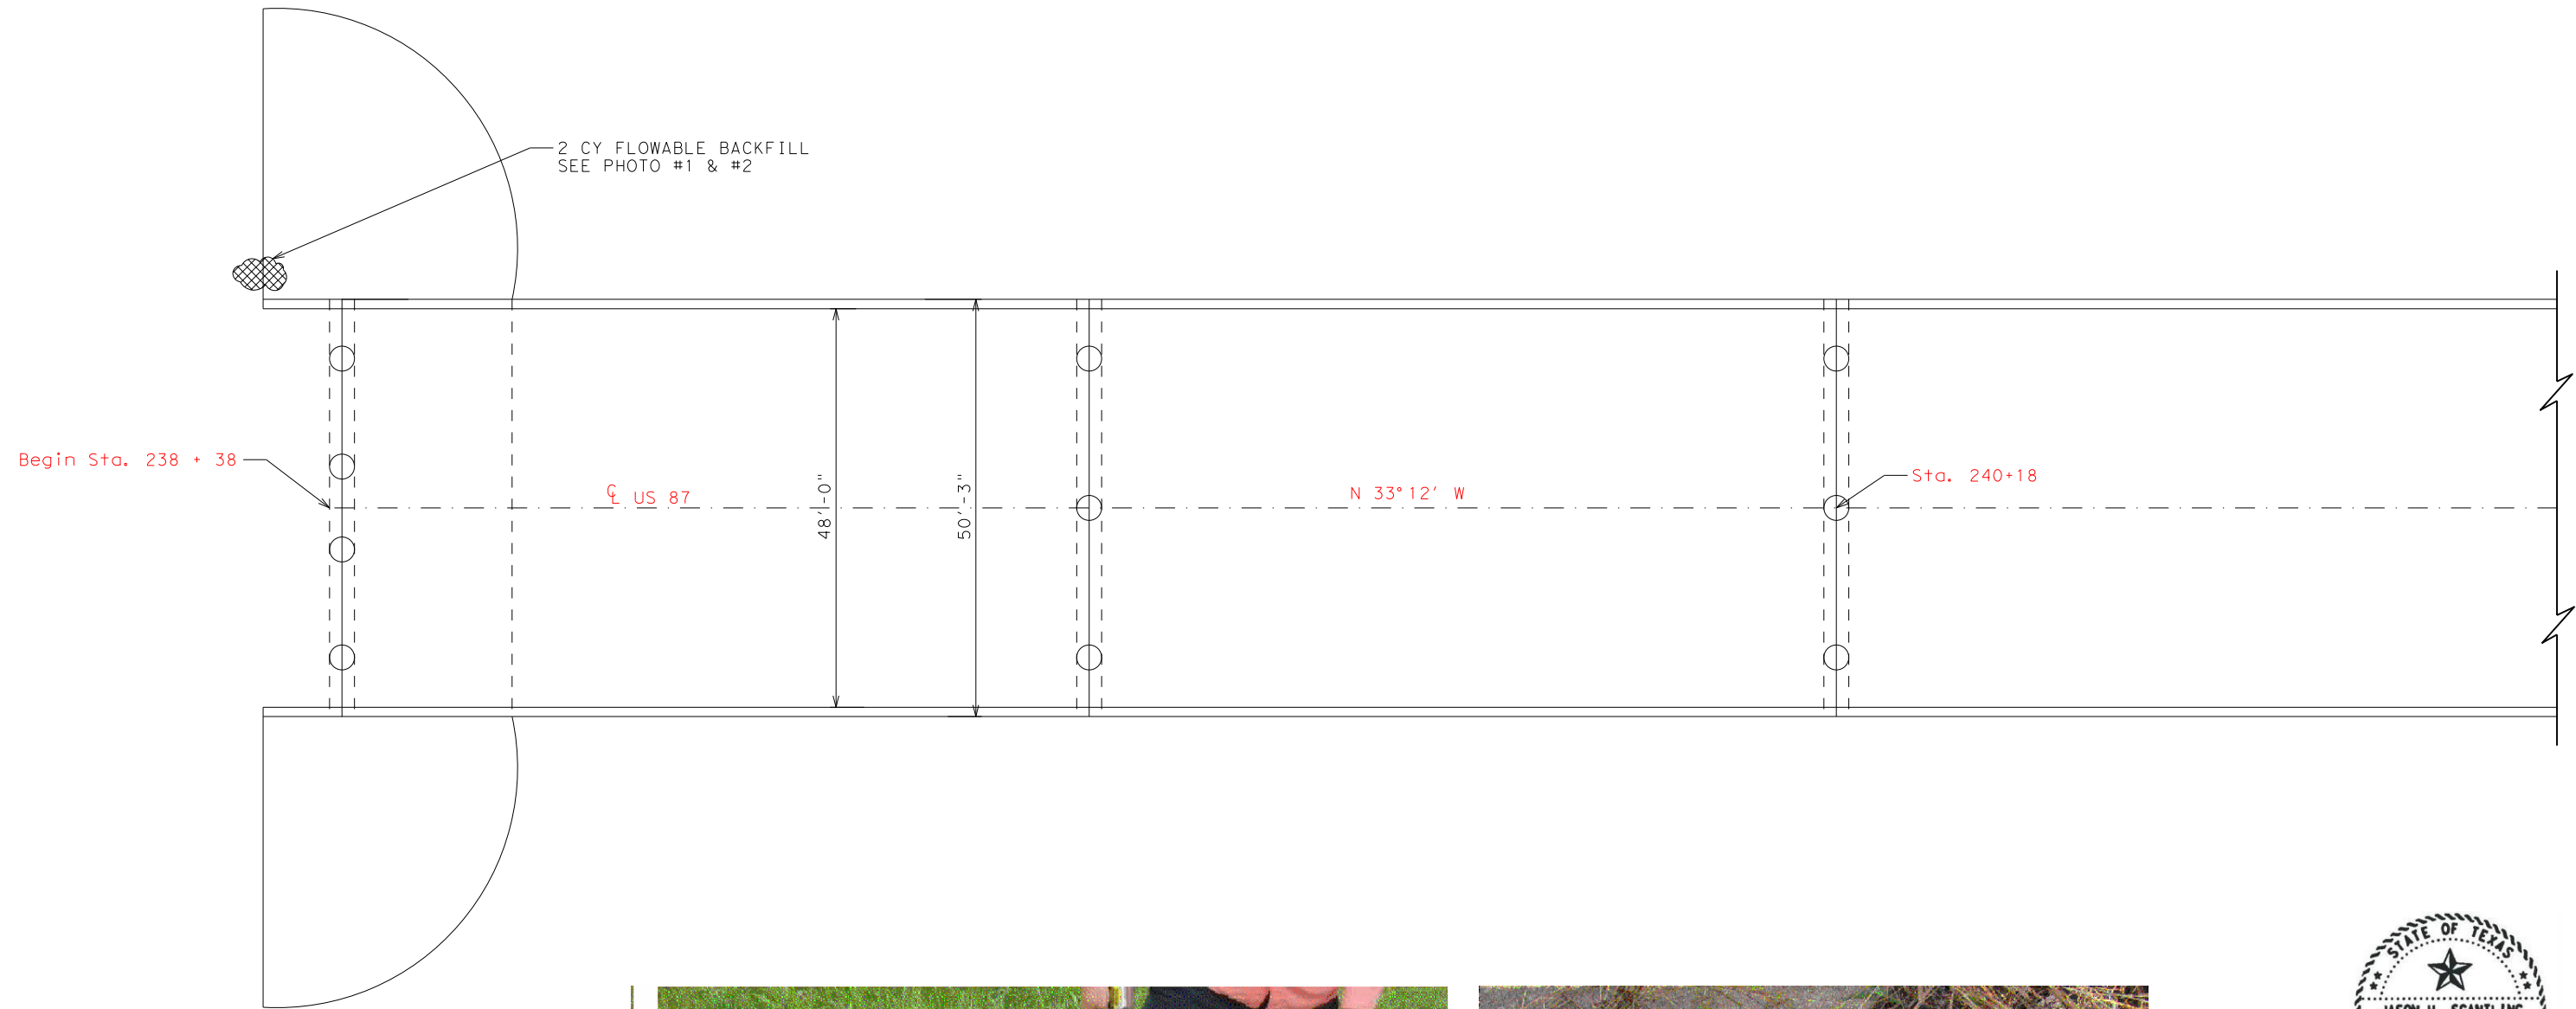 2 CY FLOWABLE BACKFILL
SEE PHOTO #1 & #2
Begin Sta. 238 + 38
℄ US 87
48'-0"
50'-3"
N 33°12' W
Sta. 240+18
STATE OF TEXAS